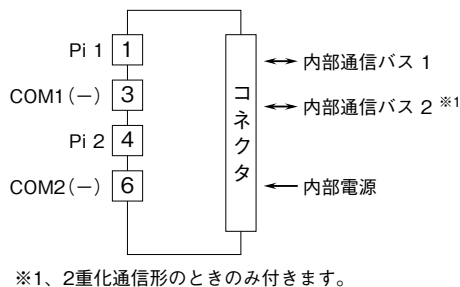 Pi 1 1
COM1(−) 3
Pi 2 4
COM2(−) 6
コネクタ
内部通信バス 1
内部通信バス 2 ※1
内部電源
※1、2重化通信形のときのみ付きます。